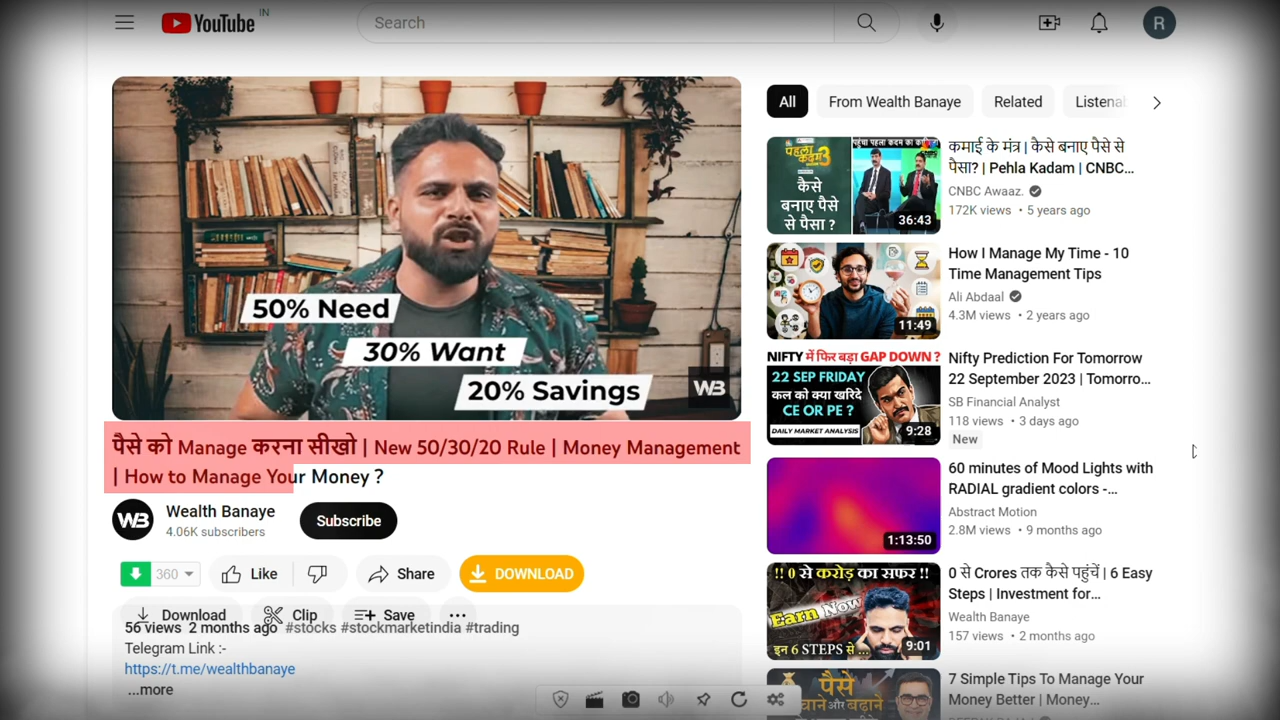 YouTube IN
Search
R
50% Need
30% Want
20% Savings
WB
पैसे को Manage करना सीखो | New 50/30/20 Rule | Money Management
| How to Manage Your Money ?
WB
Wealth Banaye
4.06K subscribers
Subscribe
360
Like
Share
DOWNLOAD
Download
Clip
Save
...
56 views 2 months ago #stocks #stockmarketindia #trading
Telegram Link :-
https://t.me/wealthbanaye
...more
All
From Wealth Banaye
Related
Listena
पहला
कदम 3
कैसे
बनाए पैसे
से पैसा ?
36:43
कमाई के मंत्र | कैसे बनाए पैसे से
पैसा? | Pehla Kadam | CNBC...
CNBC Awaaz.
172K views • 5 years ago
11:49
How I Manage My Time - 10
Time Management Tips
Ali Abdaal
4.3M views • 2 years ago
NIFTY में फिर बड़ा GAP DOWN ?
22 SEP FRIDAY
कल को क्या खरिदे
CE OR PE ?
DAILY MARKET ANALYSIS
9:28
Nifty Prediction For Tomorrow
22 September 2023 | Tomorro...
SB Financial Analyst
118 views • 3 days ago
New
1:13:50
60 minutes of Mood Lights with
RADIAL gradient colors -...
Abstract Motion
2.8M views • 9 months ago
!! 0 से करोड़ का सफर !!
Earn Now
इन 6 STEPS से ...
9:01
0 से Crores तक कैसे पहुंचें | 6 Easy
Steps | Investment for...
Wealth Banaye
157 views • 2 months ago
पैसे
7 Simple Tips To Manage Your
Money Better | Money...